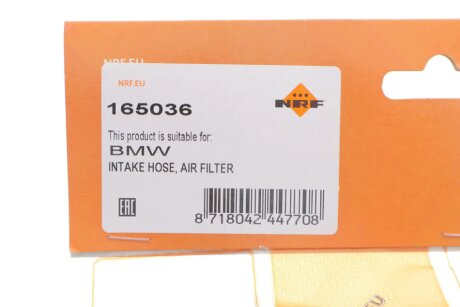 NRF.EU
NRF.EU
165036
NRF
This product is suitable for:
BMW
INTAKE HOSE, AIR FILTER
EAC
8 718042 447708